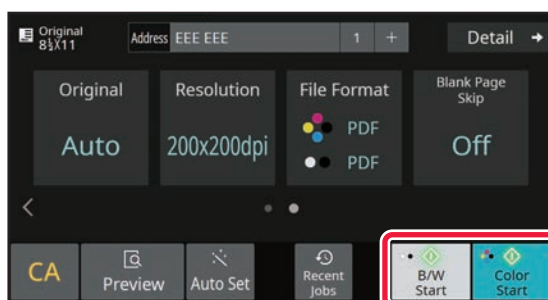 Original
8½X11
Address EEE EEE 1 +
Detail
Original
Auto
Resolution
200x200dpi
File Format
PDF
PDF
Blank Page
Skip
Off
CA
Preview
Auto Set
Recent
Jobs
B/W
Start
Color
Start